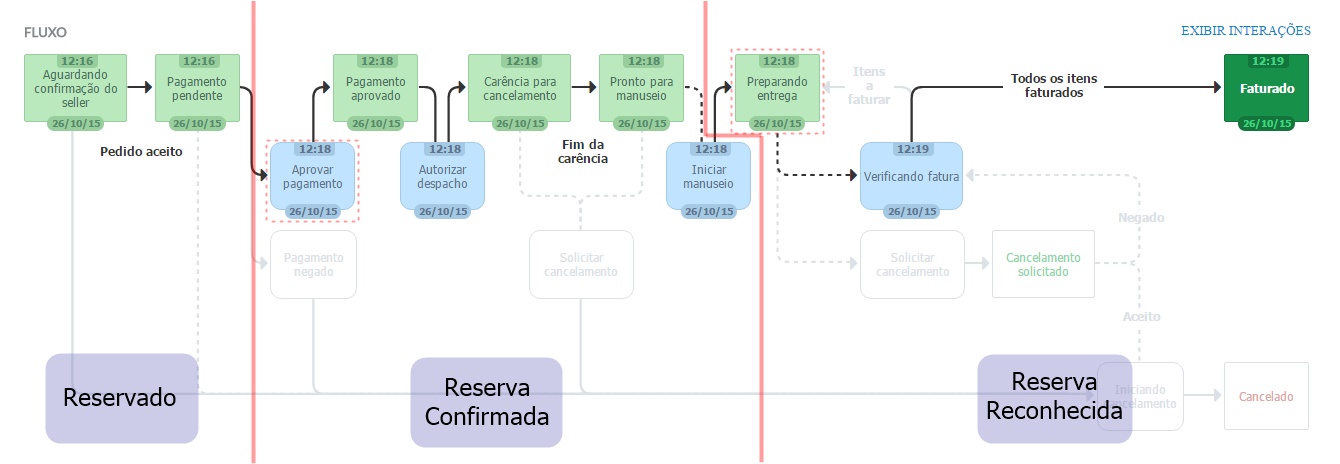 FLUXO
EXIBIR INTERAÇÕES
12:16
Aguardando
confirmação do
seller
26/10/15
12:16
Pagamento
pendente
26/10/15
Pedido aceito
12:18
Aprovar
pagamento
26/10/15
12:18
Pagamento
aprovado
26/10/15
12:18
Autorizar
despacho
26/10/15
12:18
Carência para
cancelamento
26/10/15
Fim da
carência
12:18
Pronto para
manuseio
26/10/15
12:18
Iniciar
manuseio
26/10/15
12:18
Preparando
entrega
26/10/15
Itens
a
faturar
12:19
Verificando fatura
26/10/15
Todos os itens
faturados
12:19
Faturado
26/10/15
Pagamento
negado
Solicitar
cancelamento
Solicitar
cancelamento
Cancelamento
solicitado
Negado
Aceito
Iniciando
cancelamento
Cancelado
Reservado
Reserva
Confirmada
Reserva
Reconhecida